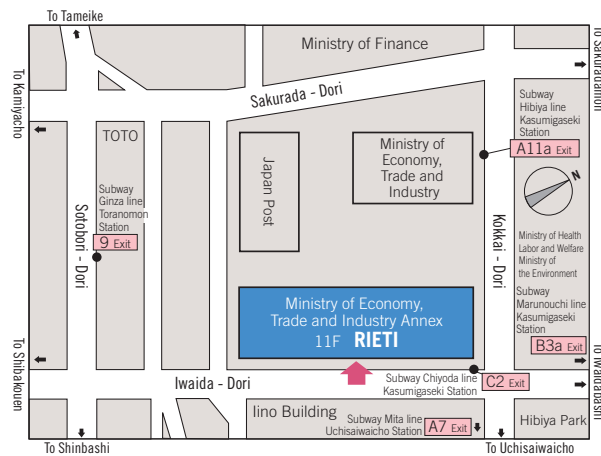 To Tameike
To Kamiyacho
To Sakuradamon
Ministry of Finance
Sakurada - Dori
Subway
Hibiya line
Kasumigaseki
Station
A11a Exit
TOTO
Japan Post
Ministry of
Economy,
Trade and
Industry
N
Subway
Ginza line,
Toranomon
Station
9 Exit
Sotobori - Dori
Kokkai - Dori
Ministry of Health
Labor and Welfare
Ministry of
the Environment
Subway
Marunouchi line
Kasumigaseki
Station
B3a Exit
Ministry of Economy,
Trade and Industry Annex
11F RIETI
To Shibakouen
To Iwaidabashi
Iwaida - Dori
Subway Chiyoda line
Kasumigaseki Station
C2 Exit
Iino Building
Subway Mita line
Uchisaiwaicho Station
A7 Exit
Hibiya Park
To Shinbashi
To Uchisaiwaicho